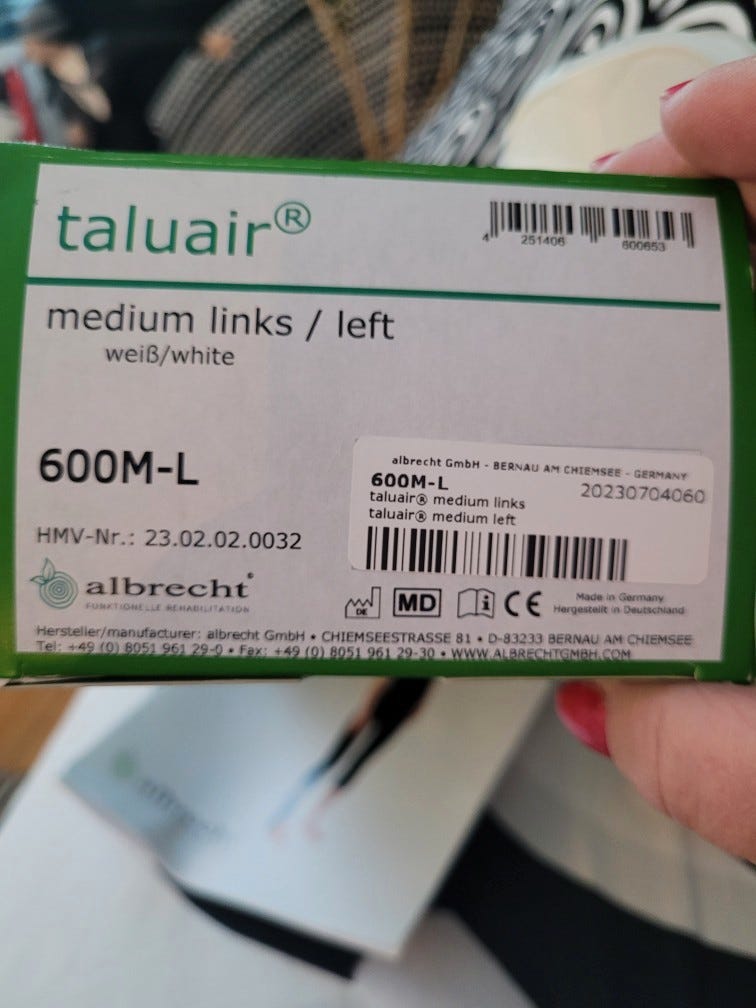 taluair®
4 251406 600653
medium links / left
weiß/white
600M-L
albrecht GmbH - BERNAU AM CHIEMSEE - GERMANY
600M-L
20230704060
taluair® medium links
taluair® medium left
HMV-Nr.: 23.02.02.0032
albrecht®
FUNKTIONELLE REHABILITATION
DE
MD
i
CE
Made in Germany
Hergestellt in Deutschland
Hersteller/manufacturer: albrecht GmbH • CHIEMSEESTRASSE 81 • D-83233 BERNAU AM CHIEMSEE
Tel: +49 (0) 8051 961 29-0 • Fax: +49 (0) 8051 961 29-30 • WWW.ALBRECHTGMBH.COM